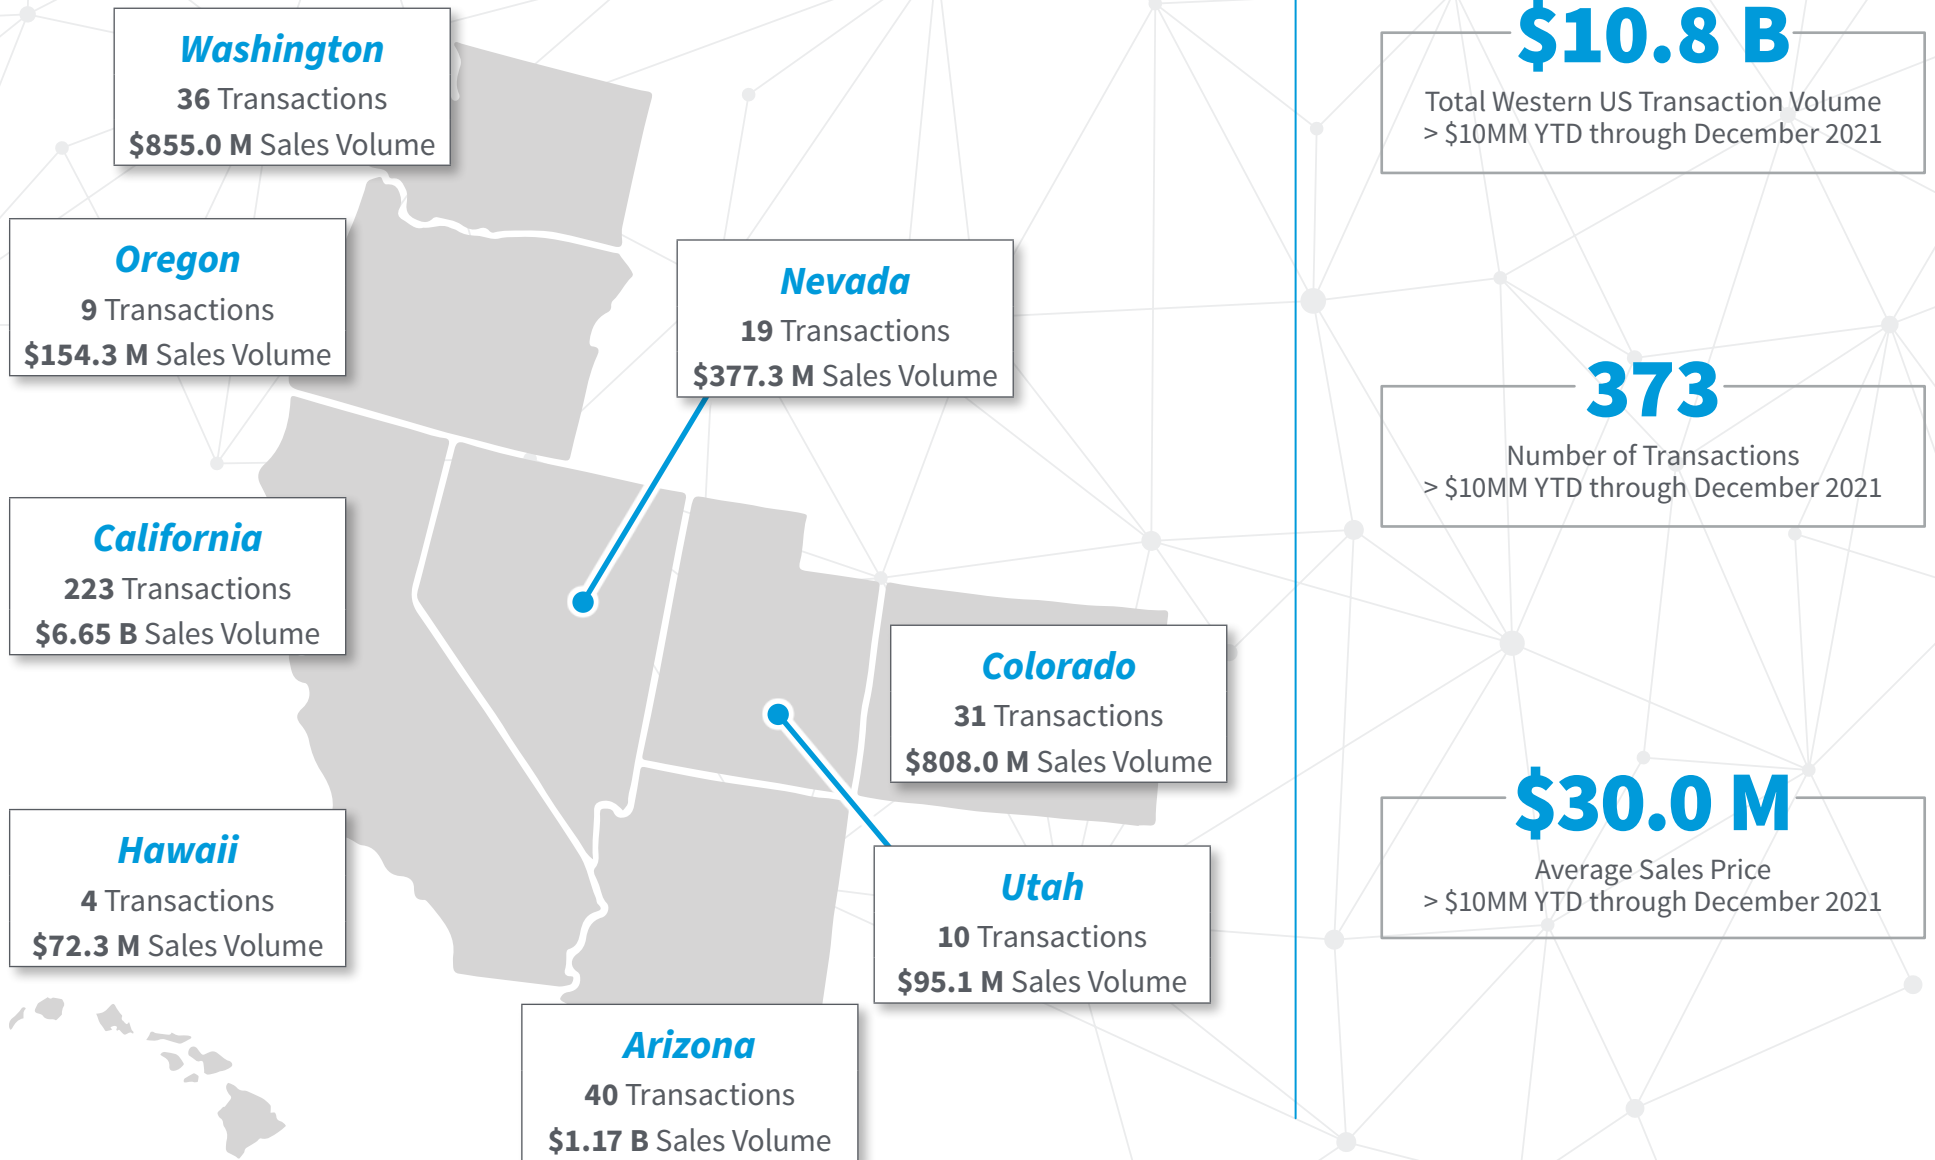 Washington
36 Transactions
$855.0 M Sales Volume
Oregon
9 Transactions
$154.3 M Sales Volume
Nevada
19 Transactions
$377.3 M Sales Volume
California
223 Transactions
$6.65 B Sales Volume
Colorado
31 Transactions
$808.0 M Sales Volume
Hawaii
4 Transactions
$72.3 M Sales Volume
Utah
10 Transactions
$95.1 M Sales Volume
Arizona
40 Transactions
$1.17 B Sales Volume
$10.8 B
Total Western US Transaction Volume
> $10MM YTD through December 2021
373
Number of Transactions
> $10MM YTD through December 2021
$30.0 M
Average Sales Price
> $10MM YTD through December 2021